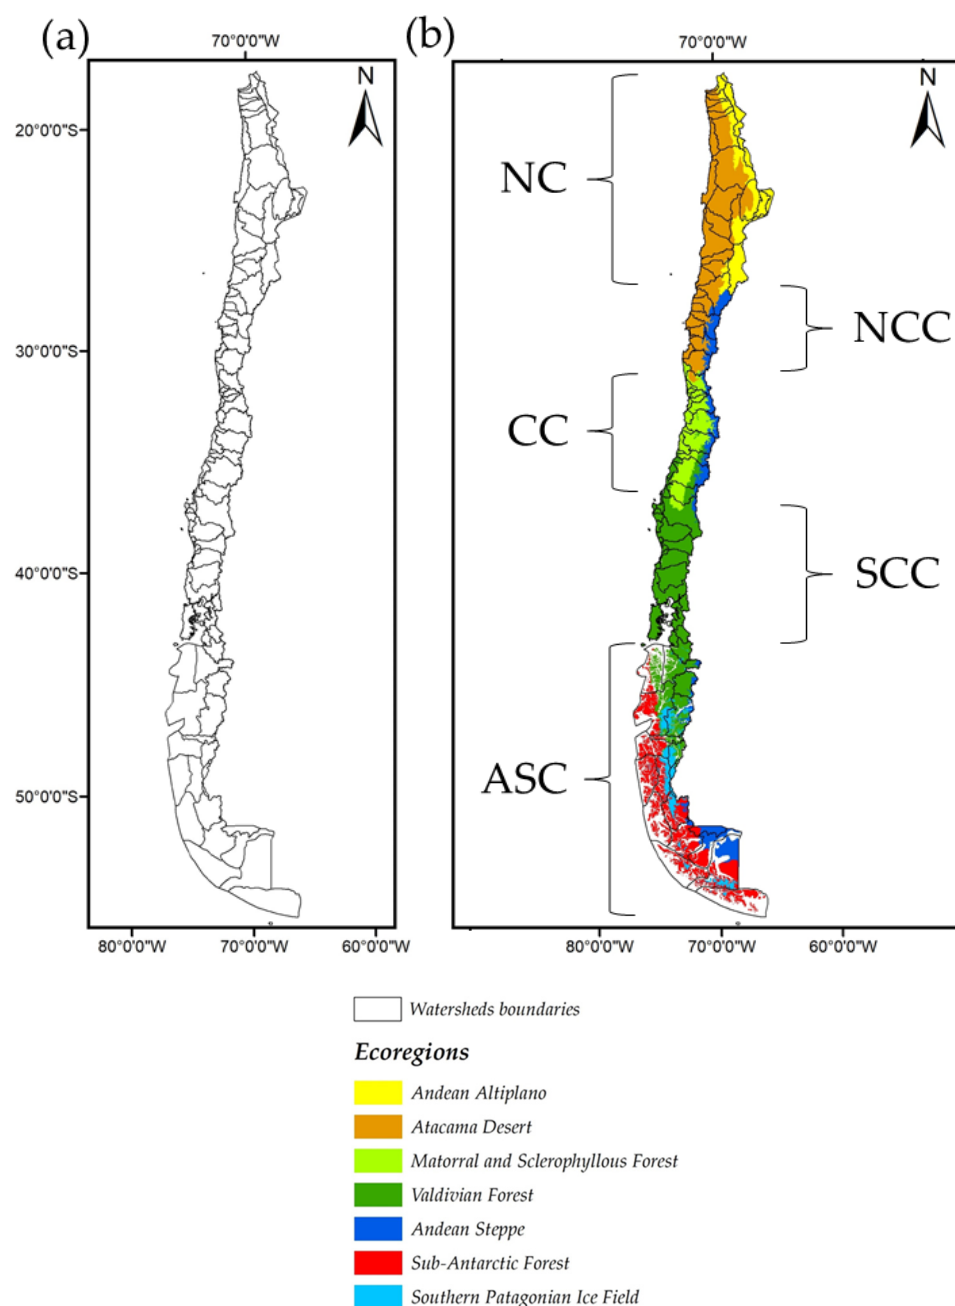 (a)
(b)
70°0'0"W
70°0'0"W
N
N
20°0'0"S
30°0'0"S
40°0'0"S
50°0'0"S
NC
NCC
CC
SCC
ASC
80°0'0"W 70°0'0"W 60°0'0"W
80°0'0"W 70°0'0"W 60°0'0"W
Watersheds boundaries
Ecoregions
Andean Altiplano
Atacama Desert
Matorral and Sclerophyllous Forest
Valdivian Forest
Andean Steppe
Sub-Antarctic Forest
Southern Patagonian Ice Field